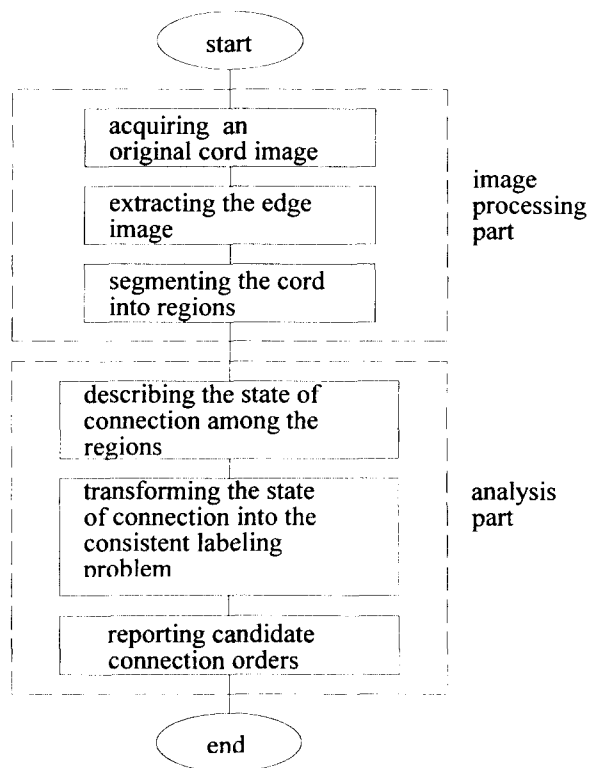 start
acquiring an
original cord image
extracting the edge
image
segmenting the cord
into regions
image
processing
part
describing the state of
connection among the
regions
transforming the state
of connection into the
consistent labeling
problem
reporting candidate
connection orders
analysis
part
end